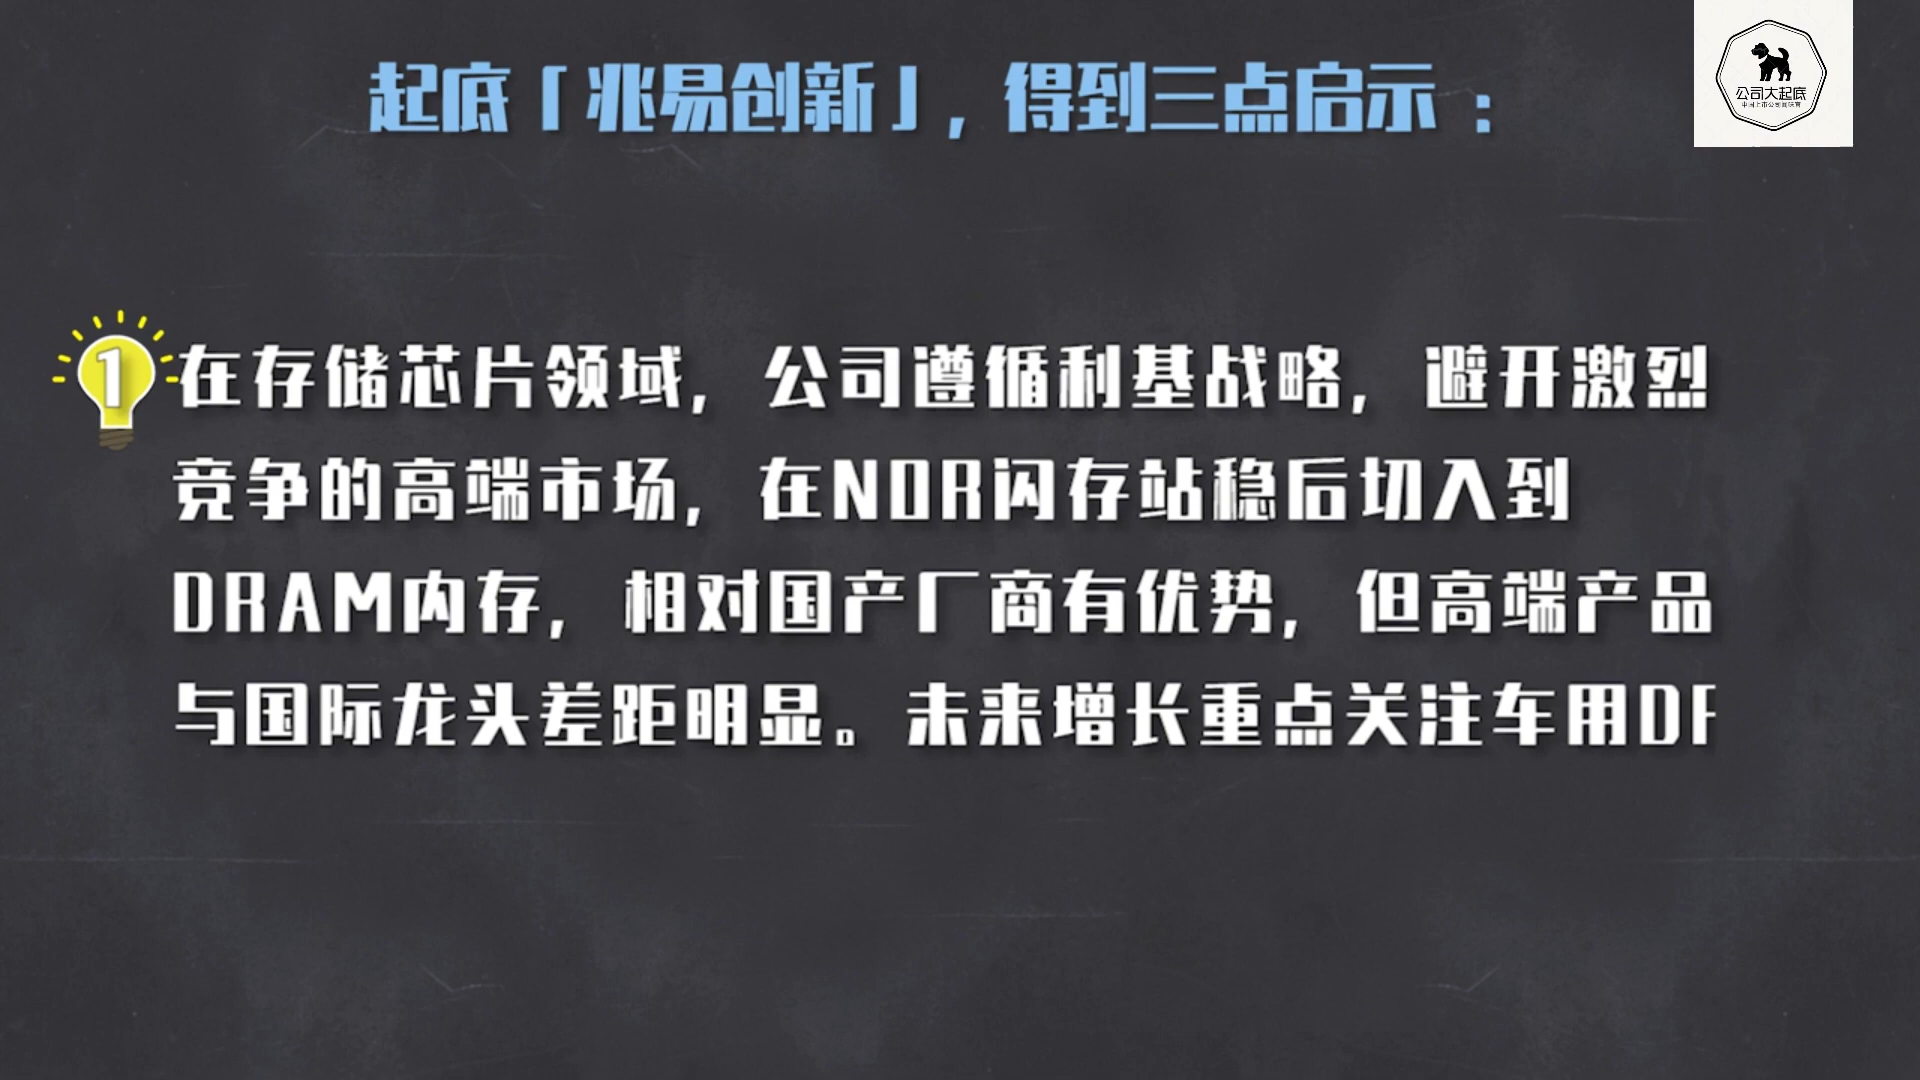 起底「兆易创新」,得到三点启示:
公司大起底
1
在存储芯片领域,公司遵循利基战略,避开激烈
竞争的高端市场,在NOR闪存站稳后切入到
DRAM内存,相对国产厂商有优势,但高端产品
与国际龙头差距明显。未来增长重点关注车用D